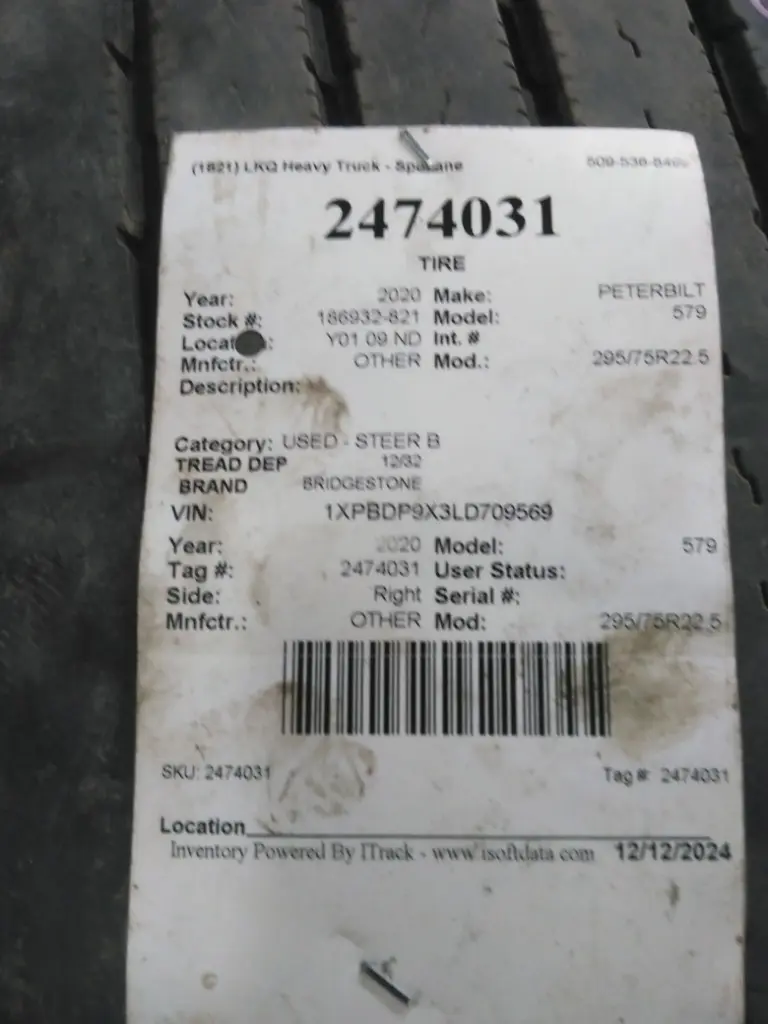 (1821) LKQ Heavy Truck - Spokane
2474031
TIRE
Year: 2020 Make: PETERBILT
Stock #: 186932-821 Model: 579
Y01 09 ND Int. #
Mnfctr.: OTHER Mod.: 295/75R22.5
Description:
Category: USED - STEER B
TREAD DEP 12/32
BRAND BRIDGESTONE
VIN: 1XPBDP9X3LD709569
Year: 2020 Model: 579
Tag #: 2474031 User Status:
Side: Right Serial #:
Mnfctr.: OTHER Mod: 295/75R22.5
SKU: 2474031 Tag #: 2474031
Location
Inventory Powered By ITrack - www.isoftdata.com 12/12/2024